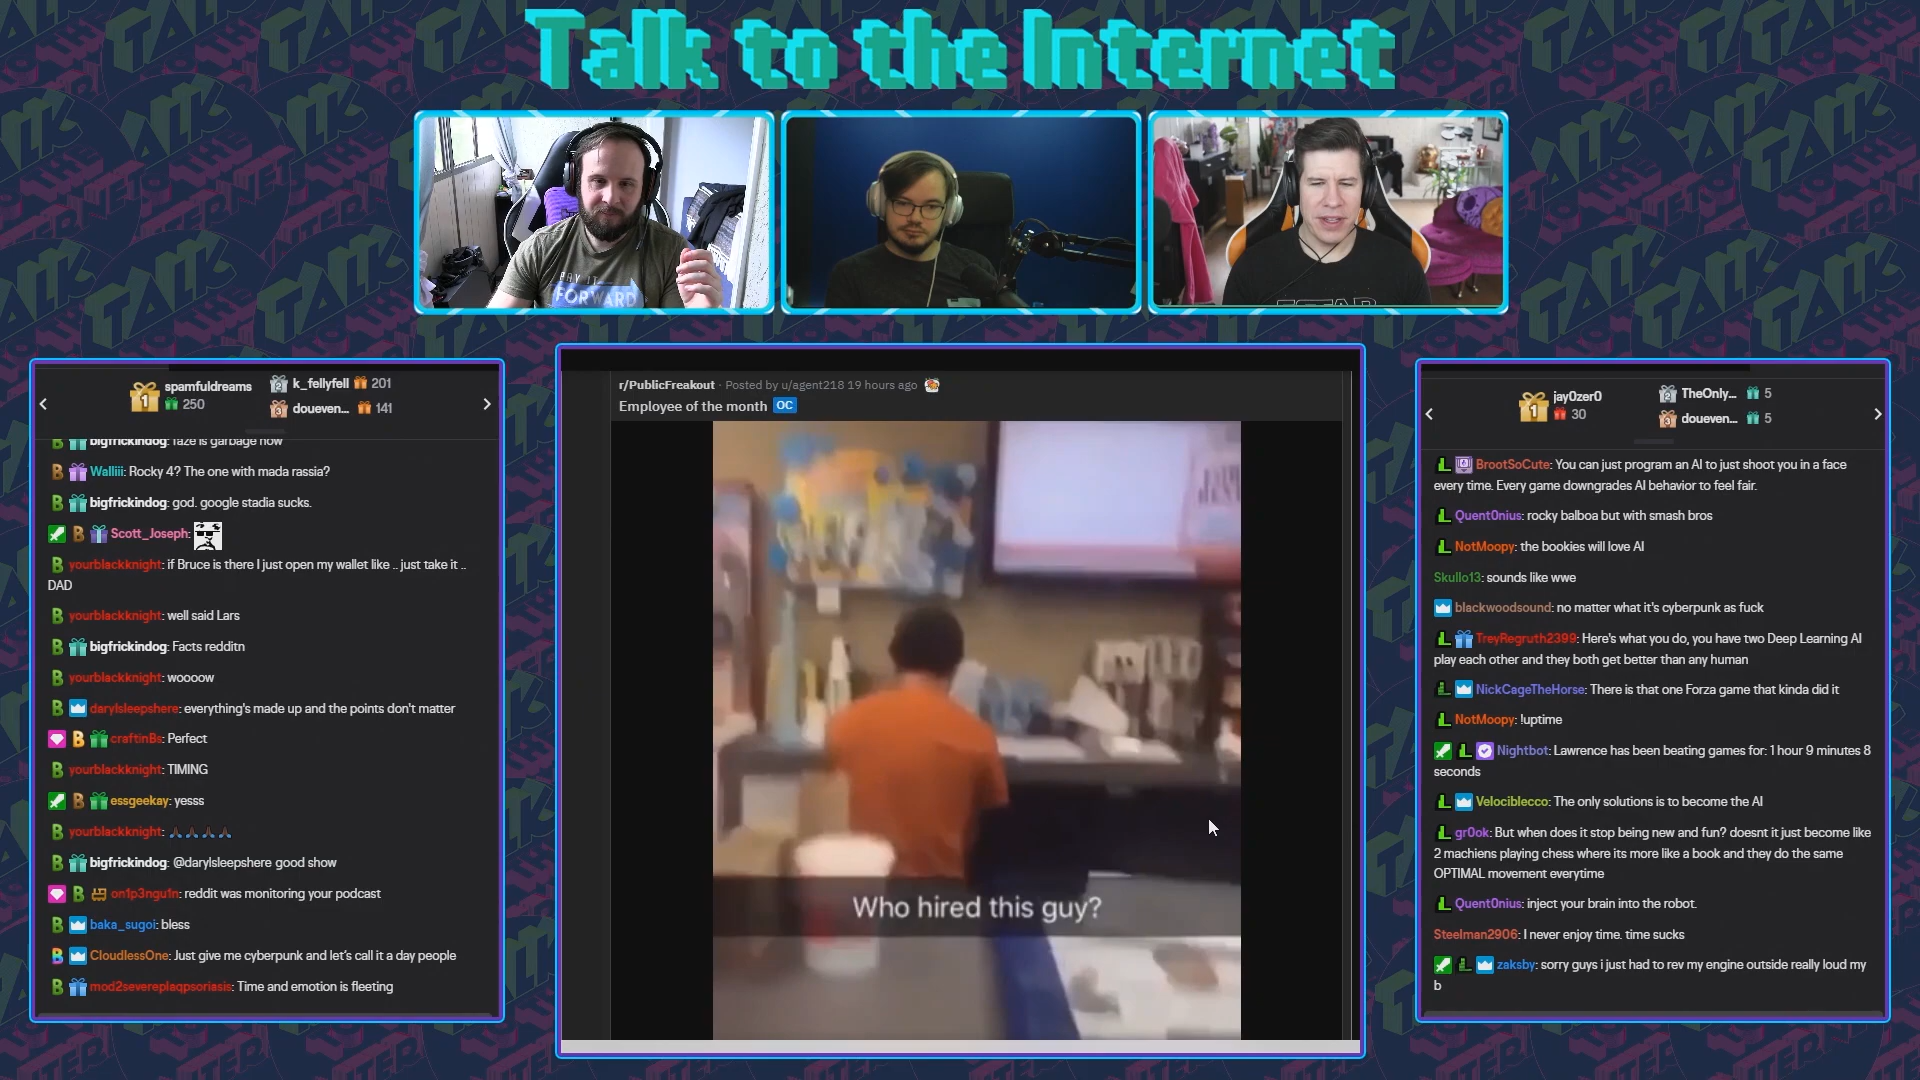 Talk to the Internet
PAY IT
FORWARD
spamfuldreams
250
k_fellyfell 201
doueven... 141
bigfrickindog: faze is garbage now
Walliii: Rocky 4? The one with mada rassia?
bigfrickindog: god. google stadia sucks.
Scott_Joseph:
yourblackknight: if Bruce is there I just open my wallet like .. just take it ..
DAD
yourblackknight: well said Lars
bigfrickindog: Facts redditn
yourblackknight: woooow
darylsleepshere: everything's made up and the points don't matter
craftinBs: Perfect
yourblackknight: TIMING
essgeekay: yesss
yourblackknight: 🙏🏿🙏🏿🙏🏿🙏🏿
bigfrickindog: @darylsleepshere good show
on1p3ngu1n: reddit was monitoring your podcast
baka_sugoi: bless
CloudlessOne: Just give me cyberpunk and let's call it a day people
mod2severeplaqpsoriasis: Time and emotion is fleeting
r/PublicFreakout · Posted by u/agent218 19 hours ago
Employee of the month OC
Who hired this guy?
jay0zer0
30
TheOnly... 5
doueven... 5
BrootSoCute: You can just program an AI to just shoot you in a face
every time. Every game downgrades AI behavior to feel fair.
Quent0nius: rocky balboa but with smash bros
NotMoopy: the bookies will love AI
Skullo13: sounds like wwe
blackwoodsound: no matter what it's cyberpunk as fuck
TreyRegruth2399: Here's what you do, you have two Deep Learning AI
play each other and they both get better than any human
NickCageTheHorse: There is that one Forza game that kinda did it
NotMoopy: !uptime
Nightbot: Lawrence has been beating games for: 1 hour 9 minutes 8
seconds
Velociblecco: The only solutions is to become the AI
gr0ok: But when does it stop being new and fun? doesnt it just become like
2 machiens playing chess where its more like a book and they do the same
OPTIMAL movement everytime
Quent0nius: inject your brain into the robot.
Steelman2906: I never enjoy time. time sucks
zaksby: sorry guys i just had to rev my engine outside really loud my
b